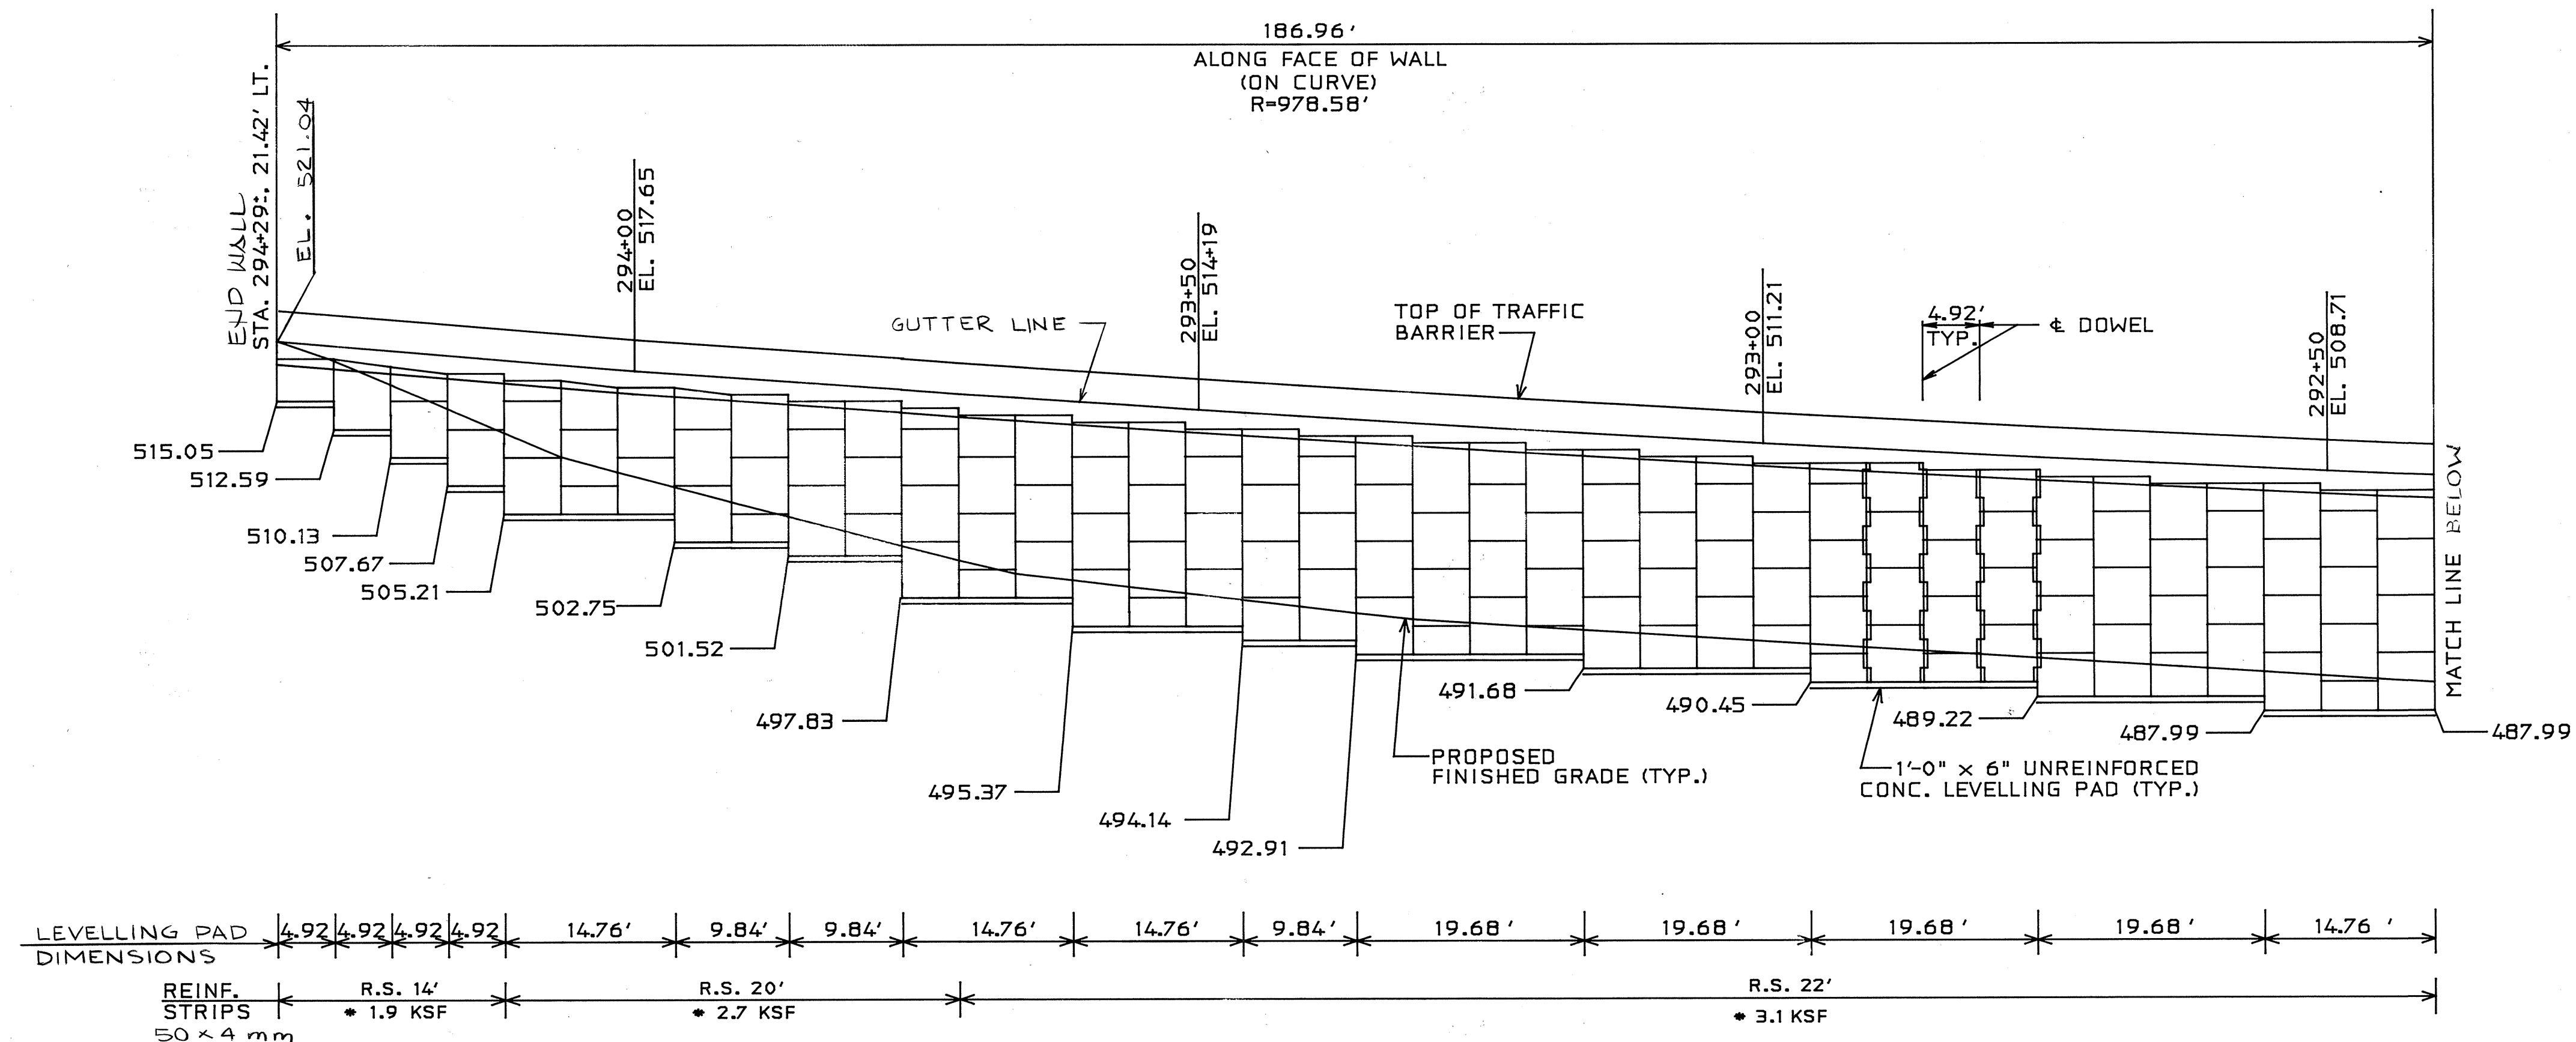 186.96'
ALONG FACE OF WALL
(ON CURVE)
R=978.58'
END WALL
STA. 294+29±, 21.42' LT.
EL. 521.04
294+00
EL. 517.65
293+50
EL. 514+19
293+00
EL. 511.21
292+50
EL. 508.71
GUTTER LINE
TOP OF TRAFFIC
BARRIER
4.92'
TYP.
℄ DOWEL
MATCH LINE BELOW
515.05
512.59
510.13
507.67
505.21
502.75
501.52
497.83
495.37
494.14
492.91
491.68
490.45
489.22
487.99
487.99
PROPOSED
FINISHED GRADE (TYP.)
1'-0" x 6" UNREINFORCED
CONC. LEVELLING PAD (TYP.)
LEVELLING PAD
DIMENSIONS
4.92 4.92 4.92 4.92 14.76' 9.84' 9.84' 14.76' 14.76' 9.84' 19.68' 19.68' 19.68' 19.68' 14.76'
REINF.
STRIPS
50 x 4 mm
R.S. 14'
* 1.9 KSF
R.S. 20'
* 2.7 KSF
R.S. 22'
* 3.1 KSF